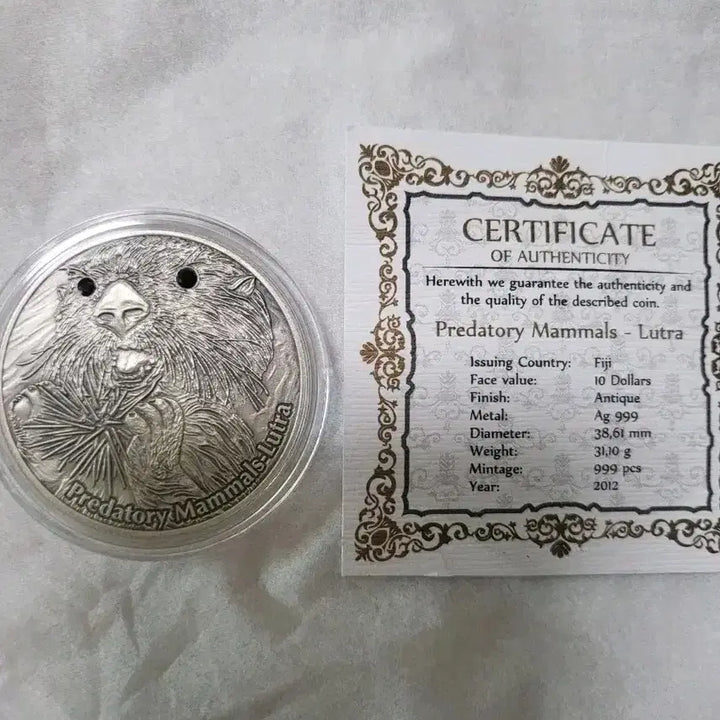 Predatory Mammals-Lutra
CERTIFICATE
OF AUTHENTICITY
Herewith we guarantee the authenticity and
the quality of the described coin.
Predatory Mammals - Lutra
Issuing Country: Fiji
Face value: 10 Dollars
Finish: Antique
Metal: Ag 999
Diameter: 38,61 mm
Weight: 31,10 g
Mintage: 999 pcs
Year: 2012